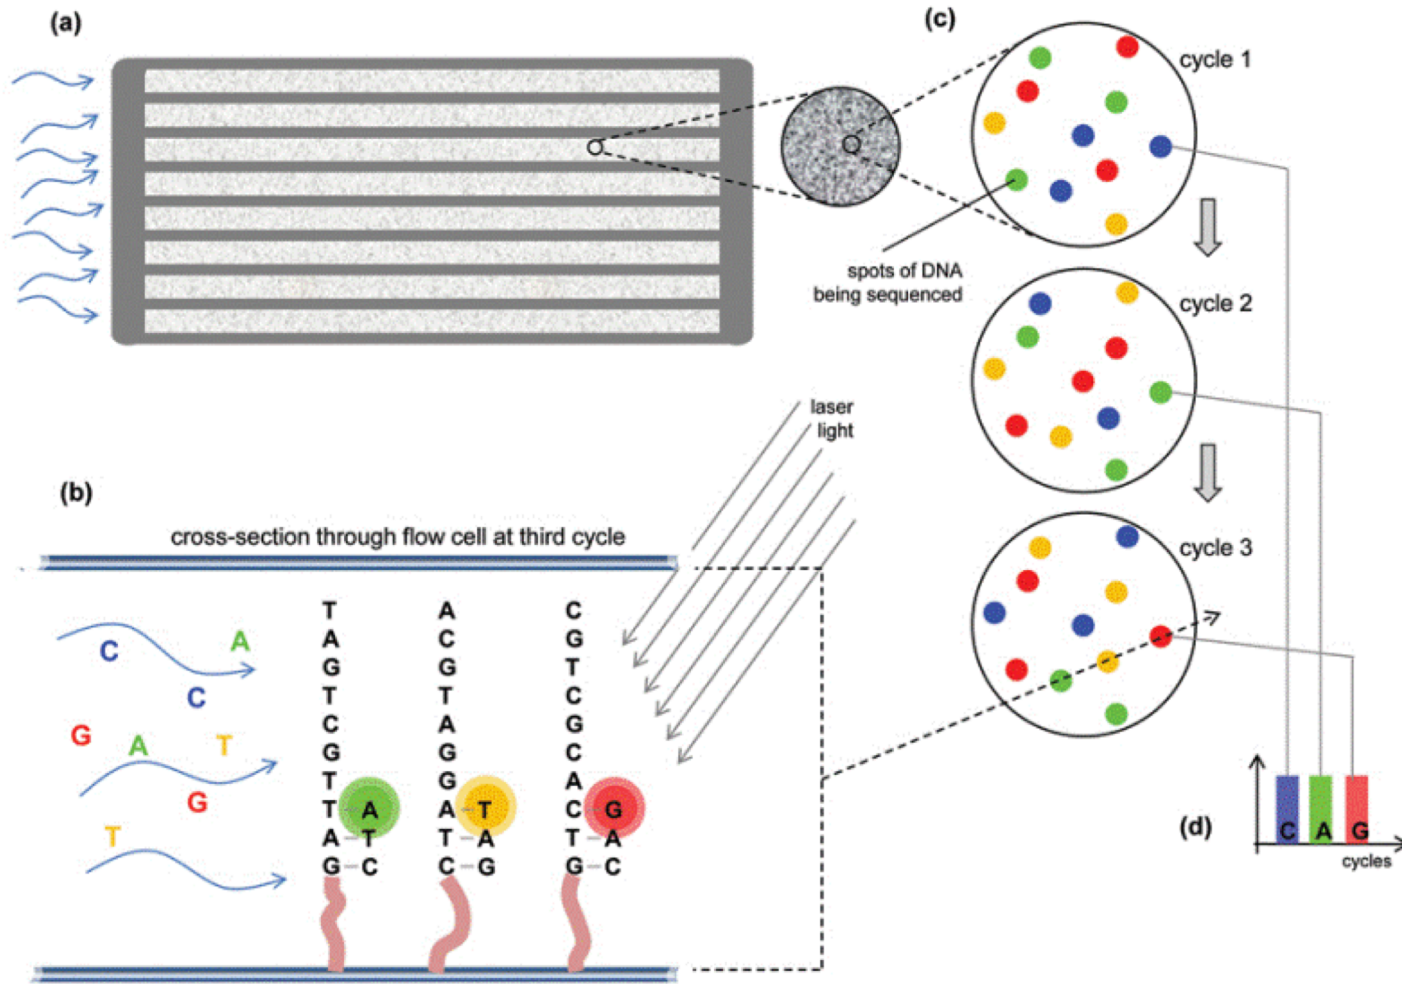 (a)
(c)
cycle 1
spots of DNA
being sequenced
cycle 2
cycle 3
laser
light
(b)
cross-section through flow cell at third cycle
C A
C
G A T
G
T
T A C
A C G
G G T
T T C
C A G
G G C
T G A
T A A T C G
A T T A T A
G C C G G C
(d)
C A G
cycles